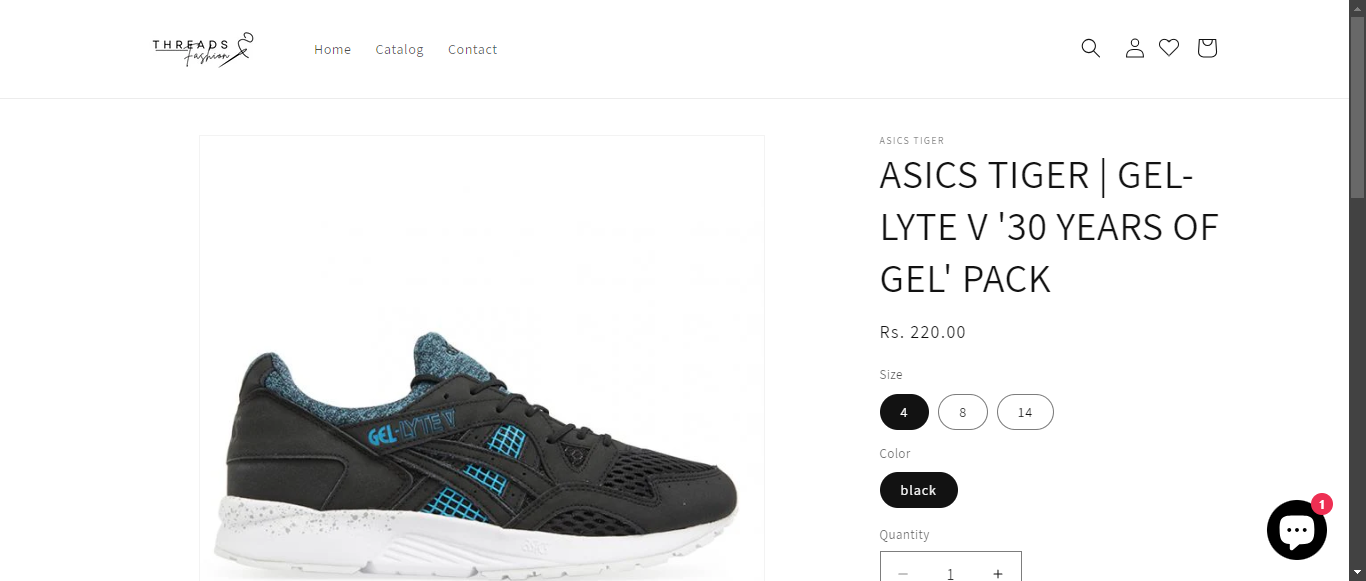 THREADS
Fashion
Home
Catalog
Contact
ASICS TIGER
ASICS TIGER | GEL-
LYTE V '30 YEARS OF
GEL' PACK
Rs. 220.00
GEL-LYTE V
Size
4
8
14
Color
black
1
Quantity
− 1 +